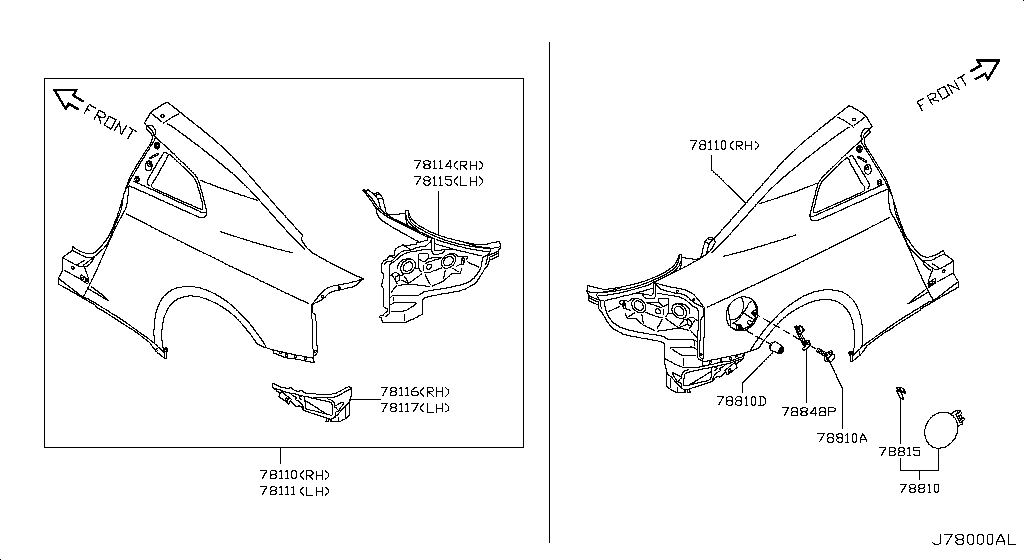 FRONT
78114(RH)
78115(LH)
78116(RH)
78117(LH)
78110(RH)
78111(LH)
FRONT
78110(RH)
78810D
78848P
78810A
78815
78810
J78000AL